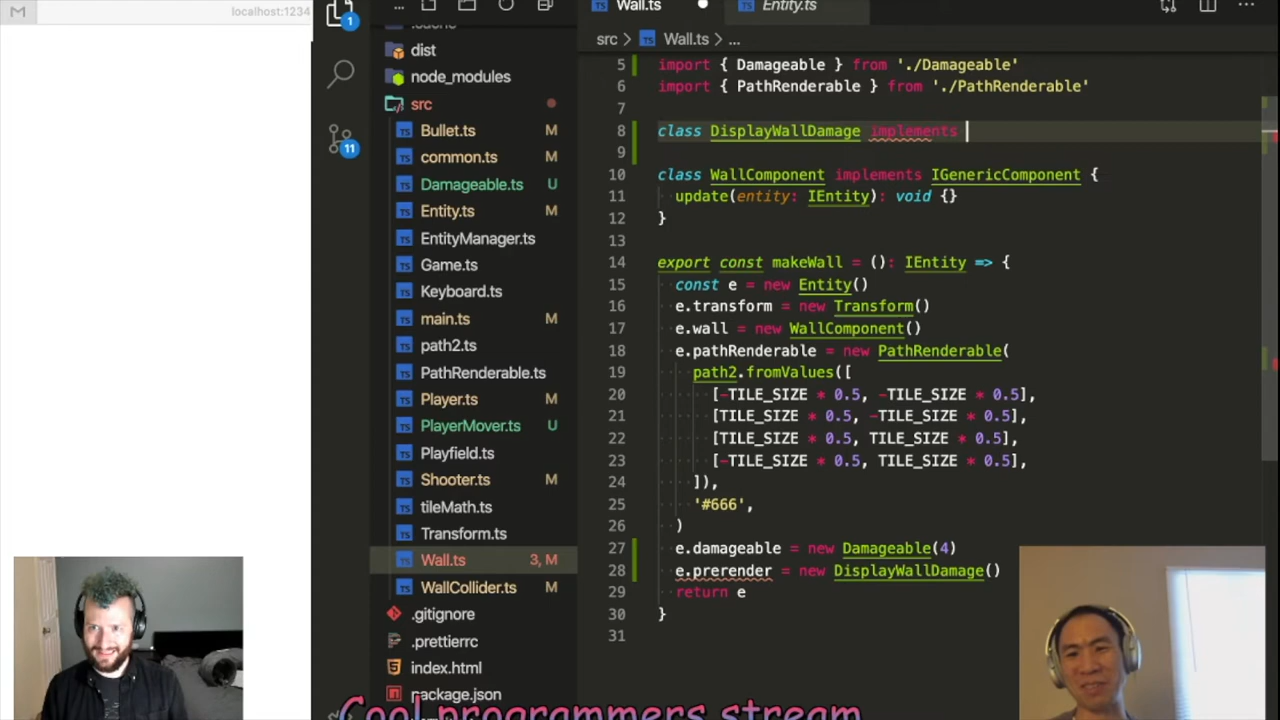 localhost:1234
1
11
dist
node_modules
src
Bullet.ts M
common.ts M
Damageable.ts U
Entity.ts M
EntityManager.ts
Game.ts
Keyboard.ts
main.ts M
path2.ts
PathRenderable.ts
Player.ts M
PlayerMover.ts U
Playfield.ts
Shooter.ts M
tileMath.ts
Transform.ts
Wall.ts 3, M
WallCollider.ts M
.gitignore
.prettierrc
index.html
package.json
Wall.ts Entity.ts
src > TS Wall.ts > ...
5 import { Damageable } from './Damageable'
6 import { PathRenderable } from './PathRenderable'
7
8 class DisplayWallDamage implements
9
10 class WallComponent implements IGenericComponent {
11 update(entity: IEntity): void {}
12 }
13
14 export const makeWall = (): IEntity => {
15 const e = new Entity()
16 e.transform = new Transform()
17 e.wall = new WallComponent()
18 e.pathRenderable = new PathRenderable(
19 path2.fromValues([
20 [-TILE_SIZE * 0.5, -TILE_SIZE * 0.5],
21 [TILE_SIZE * 0.5, -TILE_SIZE * 0.5],
22 [TILE_SIZE * 0.5, TILE_SIZE * 0.5],
23 [-TILE_SIZE * 0.5, TILE_SIZE * 0.5],
24 ]),
25 '#666',
26 )
27 e.damageable = new Damageable(4)
28 e.prerender = new DisplayWallDamage()
29 return e
30 }
31
Cool programmers stream